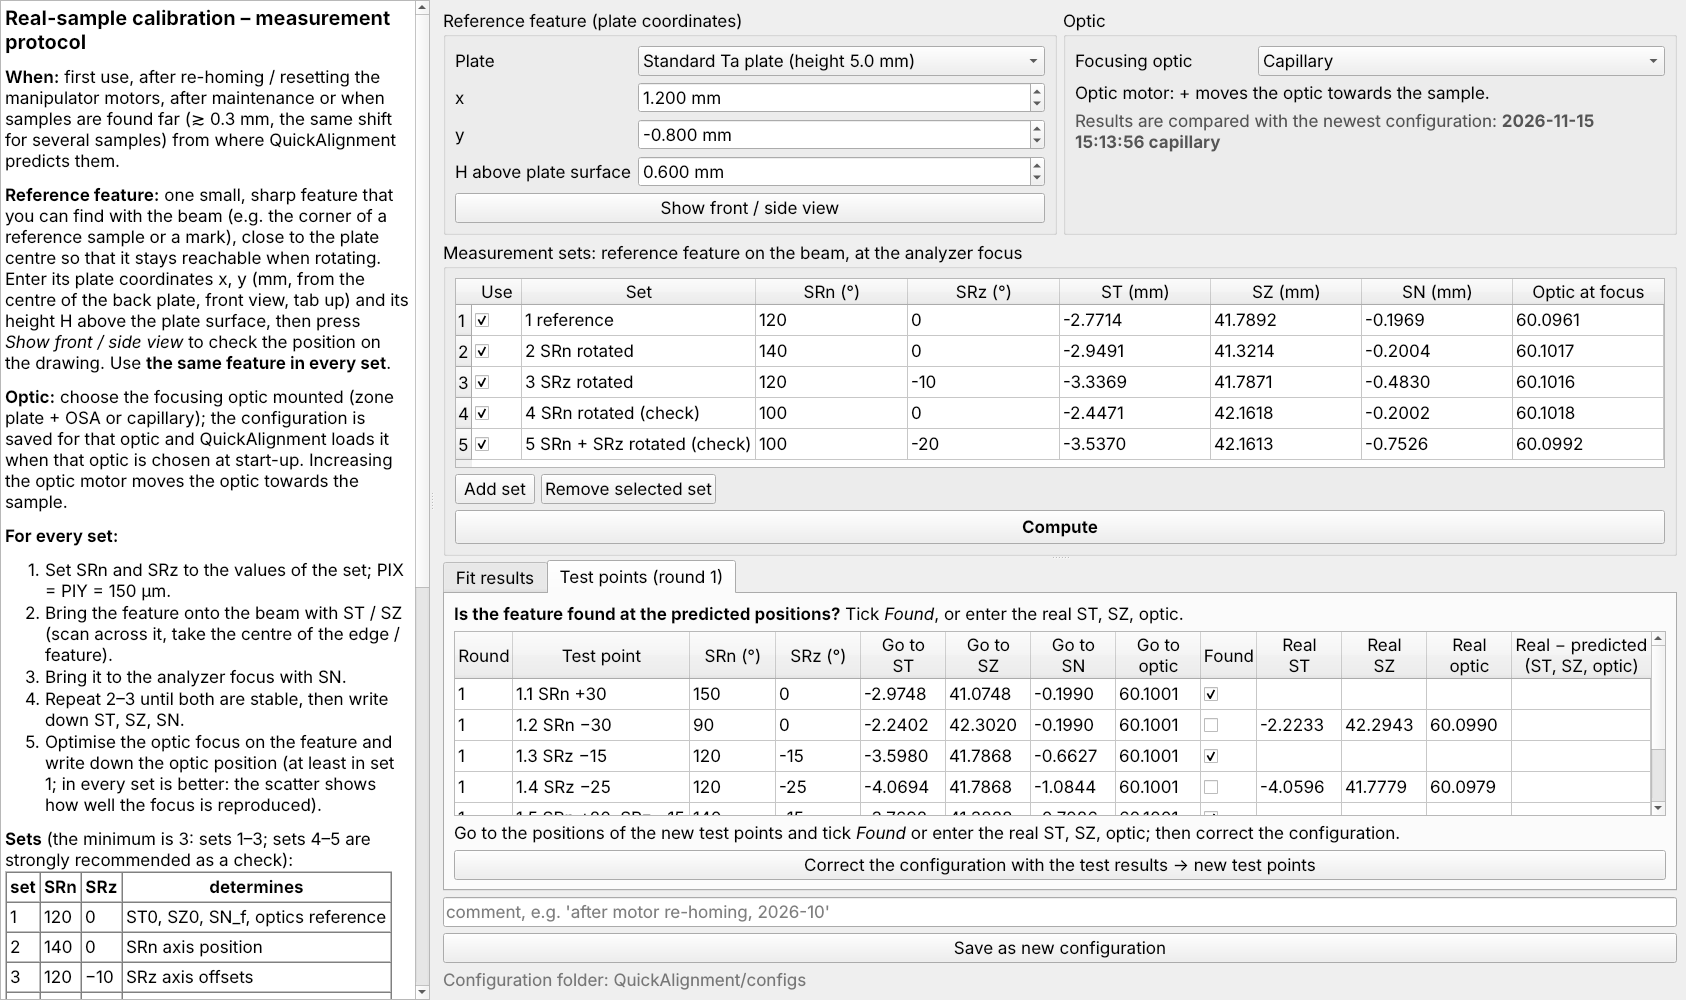 Real-sample calibration – measurement
protocol
When: first use, after re-homing / resetting the
manipulator motors, after maintenance or when
samples are found far (≳ 0.3 mm, the same shift
for several samples) from where QuickAlignment
predicts them.
Reference feature: one small, sharp feature that
you can find with the beam (e.g. the corner of a
reference sample or a mark), close to the plate
centre so that it stays reachable when rotating.
Enter its plate coordinates x, y (mm, from the
centre of the back plate, front view, tab up) and its
height H above the plate surface, then press
Show front / side view to check the position on
the drawing. Use the same feature in every set.
Optic: choose the focusing optic mounted (zone
plate + OSA or capillary); the configuration is
saved for that optic and QuickAlignment loads it
when that optic is chosen at start-up. Increasing
the optic motor moves the optic towards the
sample.
For every set:
1. Set SRn and SRz to the values of the set; PIX
= PIY = 150 µm.
2. Bring the feature onto the beam with ST / SZ
(scan across it, take the centre of the edge /
feature).
3. Bring it to the analyzer focus with SN.
4. Repeat 2–3 until both are stable, then write
down ST, SZ, SN.
5. Optimise the optic focus on the feature and
write down the optic position (at least in set
1; in every set is better: the scatter shows
how well the focus is reproduced).
Sets (the minimum is 3: sets 1–3; sets 4–5 are
strongly recommended as a check):
set SRn SRz determines
1 120 0 ST0, SZ0, SN_f, optics reference
2 140 0 SRn axis position
3 120 −10 SRz axis offsets
Reference feature (plate coordinates)
Plate Standard Ta plate (height 5.0 mm)
x 1.200 mm
y -0.800 mm
H above plate surface 0.600 mm
Show front / side view
Optic
Focusing optic Capillary
Optic motor: + moves the optic towards the sample.
Results are compared with the newest configuration: 2026-11-15
15:13:56 capillary
Measurement sets: reference feature on the beam, at the analyzer focus
Use Set SRn (°) SRz (°) ST (mm) SZ (mm) SN (mm) Optic at focus
1 1 reference 120 0 -2.7714 41.7892 -0.1969 60.0961
2 2 SRn rotated 140 0 -2.9491 41.3214 -0.2004 60.1017
3 3 SRz rotated 120 -10 -3.3369 41.7871 -0.4830 60.1016
4 4 SRn rotated (check) 100 0 -2.4471 42.1618 -0.2002 60.1018
5 5 SRn + SRz rotated (check) 100 -20 -3.5370 42.1613 -0.7526 60.0992
Add set Remove selected set
Compute
Fit results Test points (round 1)
Is the feature found at the predicted positions? Tick Found, or enter the real ST, SZ, optic.
Round Test point SRn (°) SRz (°) Go to ST Go to SZ Go to SN Go to optic Found Real ST Real SZ Real optic Real − predicted (ST, SZ, optic)
1 1.1 SRn +30 150 0 -2.9748 41.0748 -0.1990 60.1001
1 1.2 SRn −30 90 0 -2.2402 42.3020 -0.1990 60.1001 -2.2233 42.2943 60.0990
1 1.3 SRz −15 120 -15 -3.5980 41.7868 -0.6627 60.1001
1 1.4 SRz −25 120 -25 -4.0694 41.7868 -1.0844 60.1001 -4.0596 41.7779 60.0979
Go to the positions of the new test points and tick Found or enter the real ST, SZ, optic; then correct the configuration.
Correct the configuration with the test results → new test points
comment, e.g. 'after motor re-homing, 2026-10'
Save as new configuration
Configuration folder: QuickAlignment/configs